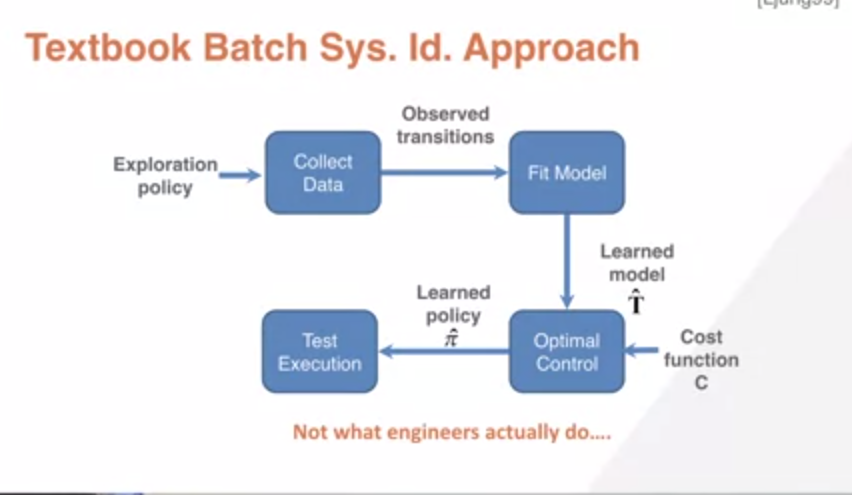 [Ljung99]
Textbook Batch Sys. Id. Approach
Observed
transitions
Exploration
policy
Collect
Data
Fit Model
Learned
model
T̂
Learned
policy
π̂
Test
Execution
Optimal
Control
Cost
function
C
Not what engineers actually do....